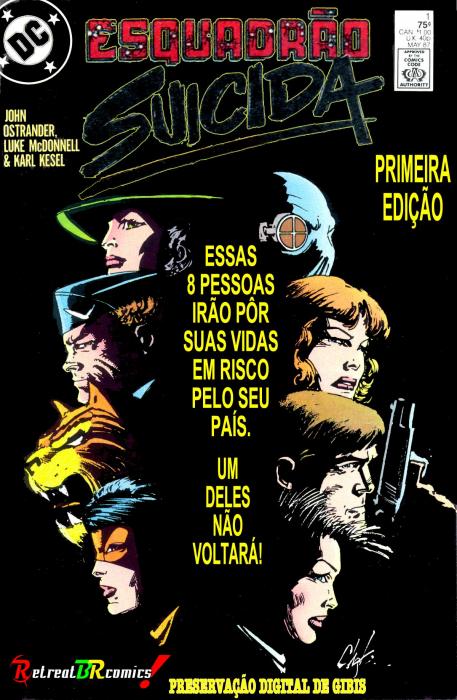 DC
ESQUADRÃO
SUICIDA
1
75¢
CAN. $1.00
U.K. 40p
MAY 87
APPROVED
BY THE
COMICS
CODE
AUTHORITY
JOHN
OSTRANDER,
LUKE McDONNELL
& KARL KESEL
PRIMEIRA
EDIÇÃO
ESSAS
8 PESSOAS
IRÃO PÔR
SUAS VIDAS
EM RISCO
PELO SEU
PAÍS.
UM
DELES
NÃO
VOLTARÁ!
RetreatBRcomics!
PRESERVAÇÃO DIGITAL DE GIBIS